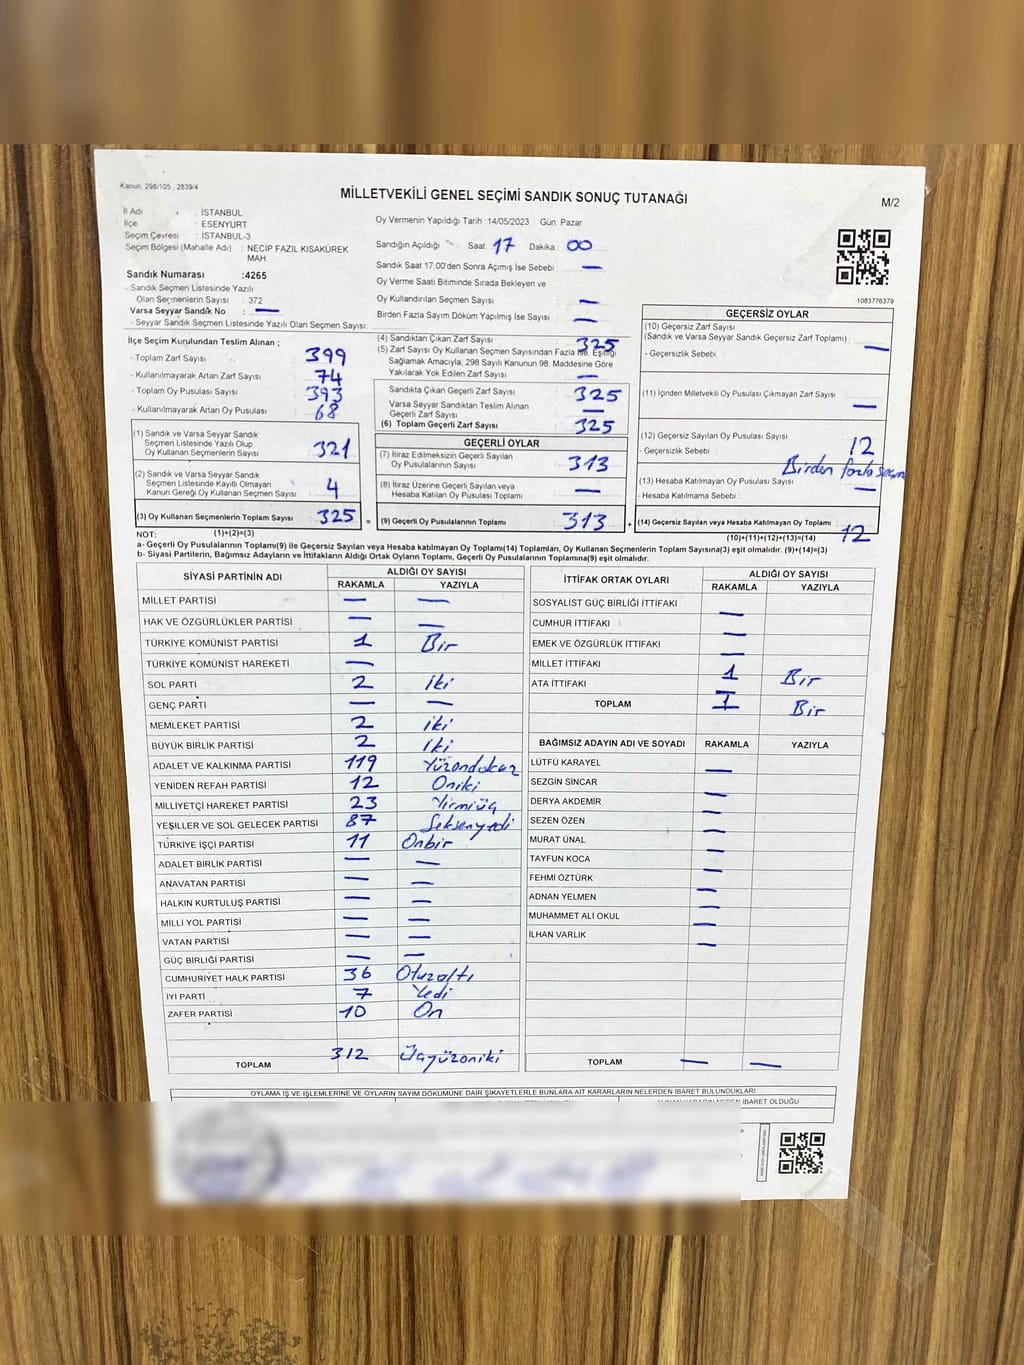 Kanun: 298/105 , 2839/4
MİLLETVEKİLİ GENEL SEÇİMİ SANDIK SONUÇ TUTANAĞI
M/2
İl Adı : İSTANBUL
İlçe : ESENYURT
Seçim Çevresi : İSTANBUL-3
Seçim Bölgesi (Mahalle Adı) : NECİP FAZIL KISAKÜREK
MAH
Sandık Numarası :4265
- Sandık Seçmen Listesinde Yazılı
Olan Seçmenlerin Sayısı : 372
Varsa Seyyar Sandık No : —
- Seyyar Sandık Seçmen Listesinde Yazılı Olan Seçmen Sayısı:
Oy Vermenin Yapıldığı Tarih :14/05/2023 Gün: Pazar
Sandığın Açıldığı Saat: 17 Dakika : 00
Sandık Saat 17:00'den Sonra Açımış İse Sebebi : —
Oy Verme Saati Bitiminde Sırada Bekleyen ve
Oy Kullandırılan Seçmen Sayısı : —
Birden Fazla Sayım Döküm Yapılmış İse Sayısı : —
1083776379
İlçe Seçim Kurulundan Teslim Alınan ;
- Toplam Zarf Sayısı : 399
- Kullanılmayarak Artan Zarf Sayısı : 74
- Toplam Oy Pusulası Sayısı : 393
- Kullanılmayarak Artan Oy Pusulası : 68
(1) Sandık ve Varsa Seyyar Sandık
Seçmen Listesinde Yazılı Olup
Oy Kullanan Seçmenlerin Sayısı : 321
(2) Sandık ve Varsa Seyyar Sandık
Seçmen Listesinde Kayıtlı Olmayan
Kanun Gereği Oy Kullanan Seçmen Sayısı : 4
(3) Oy Kullanan Seçmenlerin Toplam Sayısı : 325 =
(4) Sandıktan Çıkan Zarf Sayısı : 325
(5) Zarf Sayısı Oy Kullanan Seçmen Sayısından Fazla İse, Eşitliği
Sağlamak Amacıyla; 298 Sayılı Kanunun 98. Maddesine Göre
Yakılarak Yok Edilen Zarf Sayısı : —
Sandıkta Çıkan Geçerli Zarf Sayısı : 325
Varsa Seyyar Sandıktan Teslim Alınan
Geçerli Zarf Sayısı : —
(6) Toplam Geçerli Zarf Sayısı : 325
GEÇERLİ OYLAR
(7) İtiraz Edilmeksizin Geçerli Sayılan
Oy Pusulalarının Sayısı : 313
(8) İtiraz Üzerine Geçerli Sayılan veya
Hesaba Katılan Oy Pusulası Toplamı : —
(9) Geçerli Oy Pusulalarının Toplamı : 313 +
GEÇERSİZ OYLAR
(10) Geçersiz Zarf Sayısı
(Sandık ve Varsa Seyyar Sandık Geçersiz Zarf Toplamı) : —
- Geçersizlik Sebebi :
(11) İçinden Milletvekili Oy Pusulası Çıkmayan Zarf Sayısı : —
(12) Geçersiz Sayılan Oy Pusulası Sayısı : 12
- Geçersizlik Sebebi : Birden fazla seçim
(13) Hesaba Katılmayan Oy Pusulası Sayısı : —
- Hesaba Katılmama Sebebi :
(14) Geçersiz Sayılan veya Hesaba Katılmayan Oy Toplamı : 12
NOT: (1)+(2)=(3) (10)+(11)+(12)+(13)=(14)
a- Geçerli Oy Pusulalarının Toplamı(9) ile Geçersiz Sayılan veya Hesaba katılmayan Oy Toplamı(14) Toplamları, Oy Kullanan Seçmenlerin Toplam Sayısına(3) eşit olmalıdır. (9)+(14)=(3)
b- Siyasi Partilerin, Bağımsız Adayların ve İttifakların Aldığı Oyların Toplamı, Geçerli Oy Pusulalarının Toplamına(9) eşit olmalıdır.
SİYASİ PARTİNİN ADI ALDIĞI OY SAYISI
RAKAMLA YAZIYLA
MİLLET PARTİSİ — —
HAK VE ÖZGÜRLÜKLER PARTİSİ — —
TÜRKİYE KOMÜNİST PARTİSİ 1 Bir
TÜRKİYE KOMÜNİST HAREKETİ —
SOL PARTİ 2 iki
GENÇ PARTİ — —
MEMLEKET PARTİSİ 2 iki
BÜYÜK BİRLİK PARTİSİ 2 iki
ADALET VE KALKINMA PARTİSİ 119 Yüzondokuz
YENİDEN REFAH PARTİSİ 12 Oniki
MİLLİYETÇİ HAREKET PARTİSİ 23 Yirmiüç
YEŞİLLER VE SOL GELECEK PARTİSİ 87 Seksenyedi
TÜRKİYE İŞÇİ PARTİSİ 11 Onbir
ADALET BİRLİK PARTİSİ — —
ANAVATAN PARTİSİ — —
HALKIN KURTULUŞ PARTİSİ — —
MİLLİ YOL PARTİSİ — —
VATAN PARTİSİ — —
GÜÇ BİRLİĞİ PARTİSİ — —
CUMHURİYET HALK PARTİSİ 36 Otuzaltı
İYİ PARTİ 7 Yedi
ZAFER PARTİSİ 10 On
TOPLAM 312 Üçyüzoniki
İTTİFAK ORTAK OYLARI ALDIĞI OY SAYISI
RAKAMLA YAZIYLA
SOSYALİST GÜÇ BİRLİĞİ İTTİFAKI —
CUMHUR İTTİFAKI —
EMEK VE ÖZGÜRLÜK İTTİFAKI —
MİLLET İTTİFAKI 1 Bir
ATA İTTİFAKI
TOPLAM 1 Bir
BAĞIMSIZ ADAYIN ADI VE SOYADI RAKAMLA YAZIYLA
LÜTFÜ KARAYEL —
SEZGİN SİNCAR —
DERYA AKDEMİR —
SEZEN ÖZEN —
MURAT ÜNAL —
TAYFUN KOCA —
FEHMİ ÖZTÜRK —
ADNAN YELMEN —
MUHAMMET ALİ OKUL —
İLHAN VARLIK —
TOPLAM — —
OYLAMA İŞ VE İŞLEMLERİNE VE OYLARIN SAYIM DÖKÜMÜNE DAİR ŞİKAYETLERLE BUNLARA AİT KARARLARIN NELERDEN İBARET BULUNDUKLARI
ALINAN KARARIN NEDEN İBARET OLDUĞU